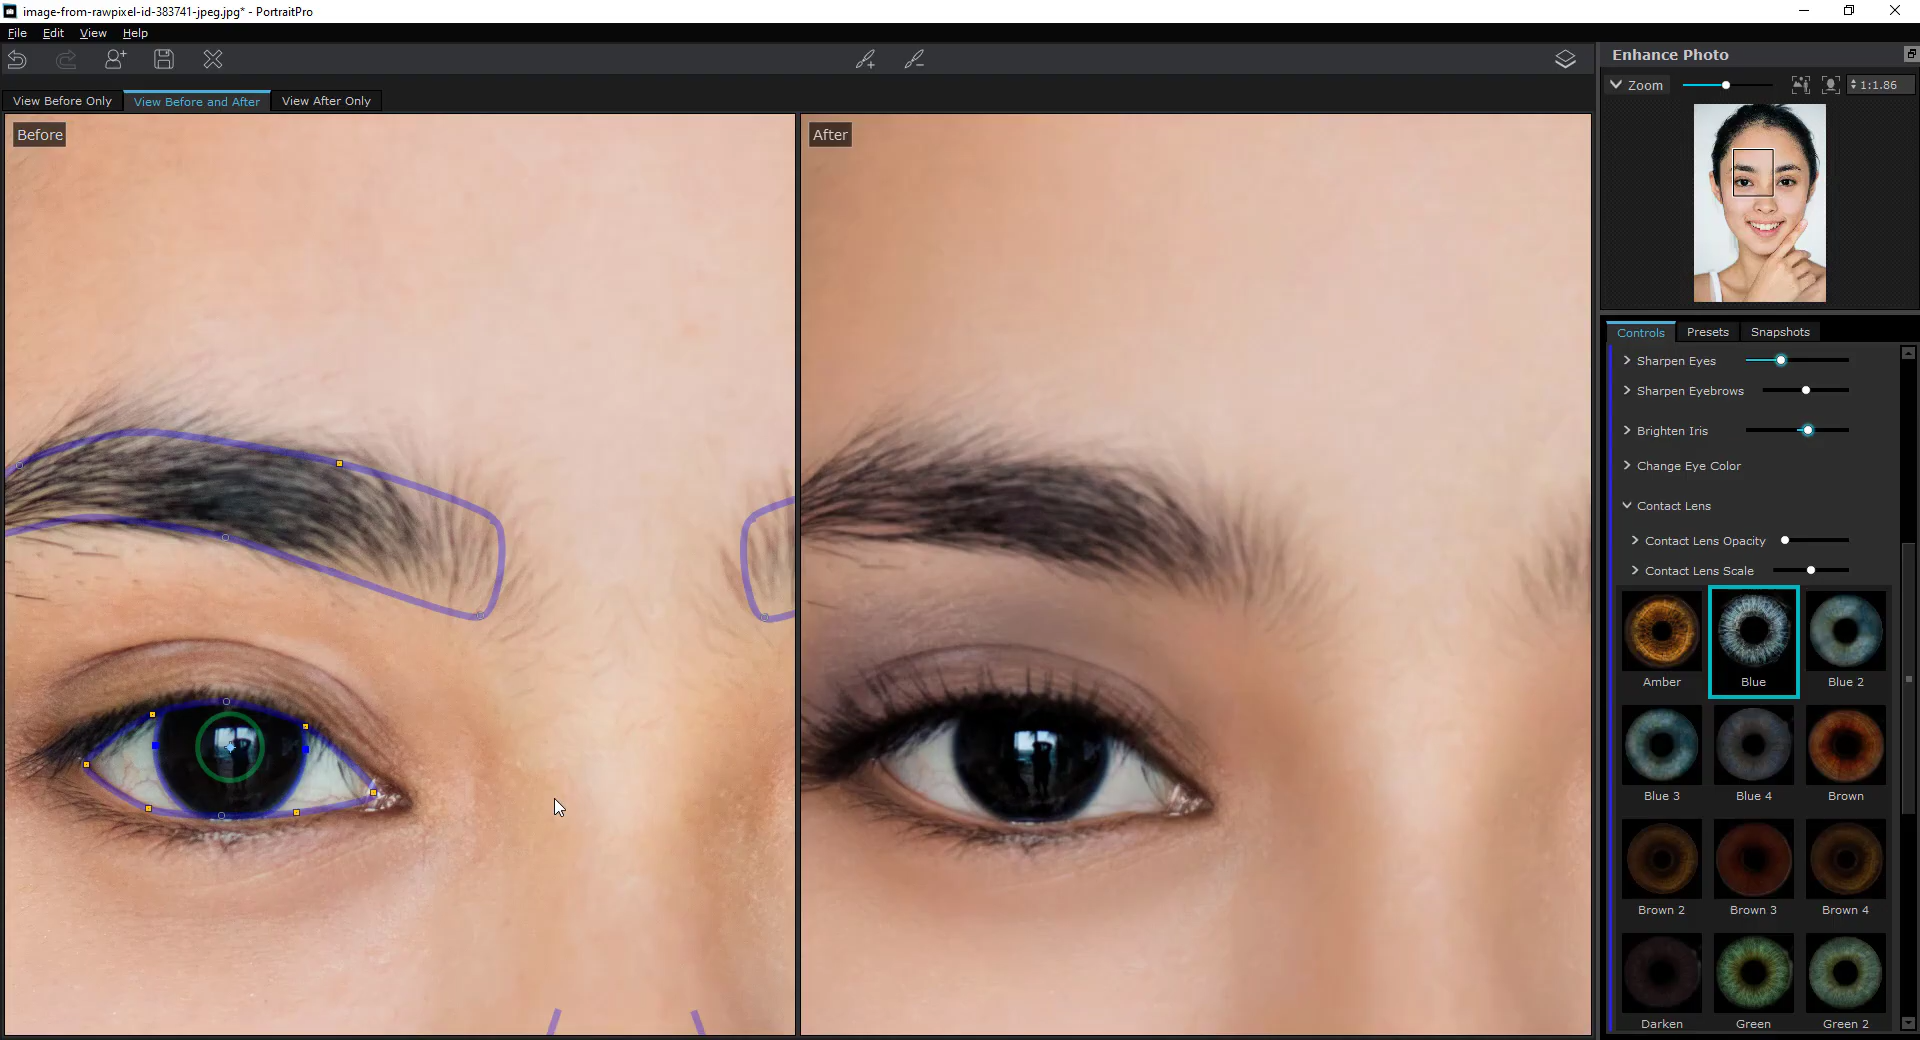 image-from-rawpixel-id-383741-jpeg.jpg* - PortraitPro
File Edit View Help
View Before Only View Before and After View After Only
Before
After
Enhance Photo
Zoom 1:1.86
Controls Presets Snapshots
Sharpen Eyes
Sharpen Eyebrows
Brighten Iris
Change Eye Color
Contact Lens
Contact Lens Opacity
Contact Lens Scale
Amber Blue Blue 2
Blue 3 Blue 4 Brown
Brown 2 Brown 3 Brown 4
Darken Green Green 2